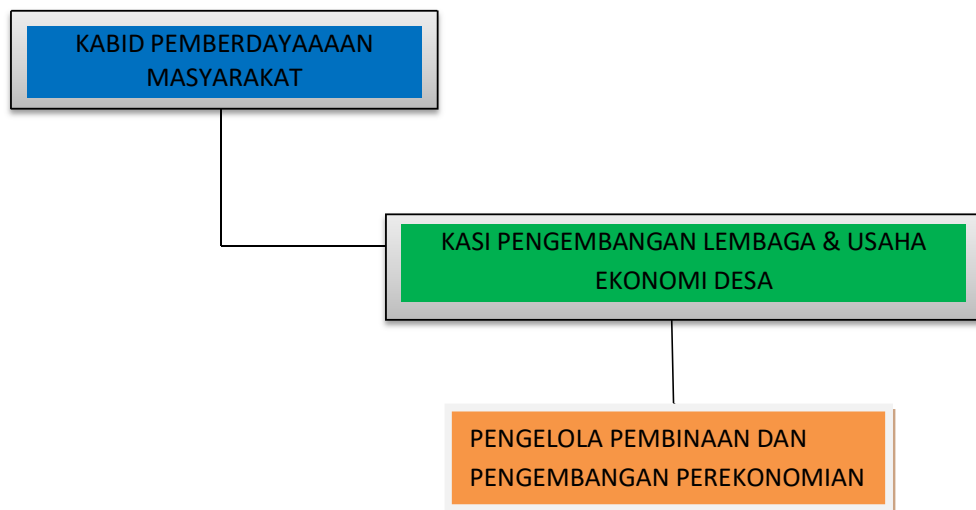 KABID PEMBERDAYAAAAN
MASYARAKAT
KASI PENGEMBANGAN LEMBAGA & USAHA
EKONOMI DESA
PENGELOLA PEMBINAAN DAN
PENGEMBANGAN PEREKONOMIAN